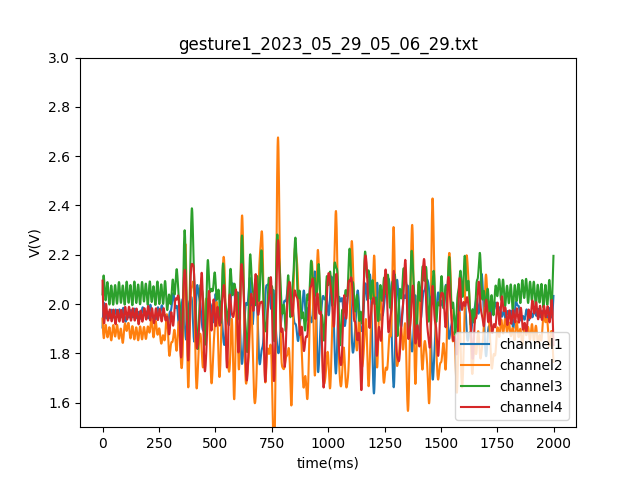 gesture1_2023_05_29_05_06_29.txt
3.0
2.8
2.6
2.4
2.2
2.0
1.8
1.6
V(V)
channel1
channel2
channel3
channel4
0 250 500 750 1000 1250 1500 1750 2000
time(ms)